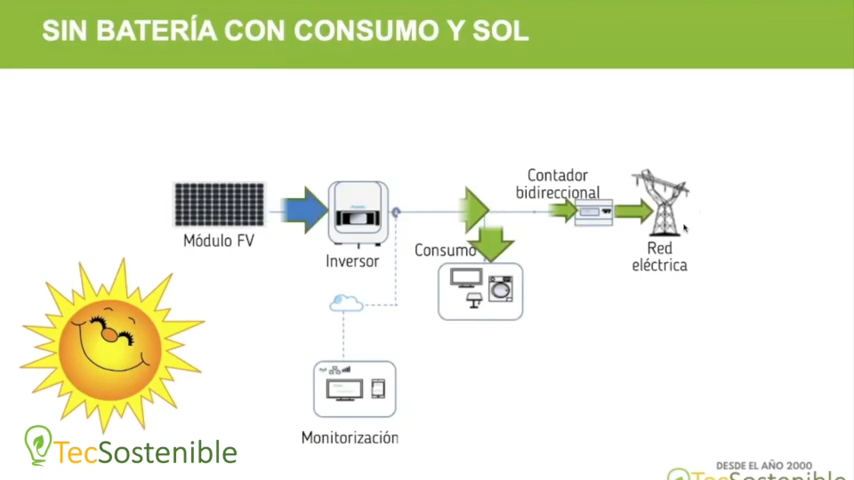 SIN BATERÍA CON CONSUMO Y SOL
Contador
bidireccional
Módulo FV
Inversor
Consumo
Red
eléctrica
Monitorización
TecSostenible
DESDE EL AÑO 2000
TecSostenible